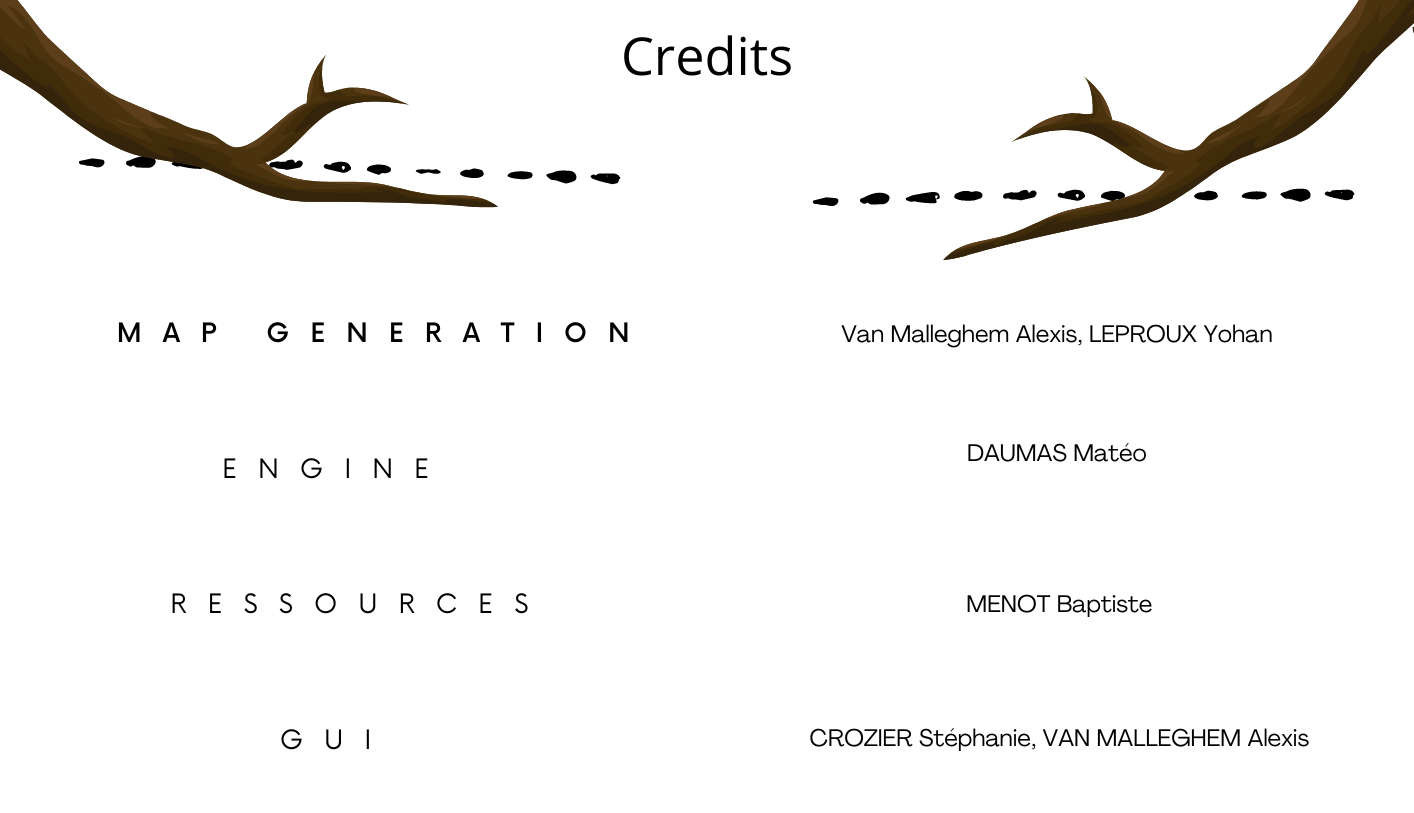 Credits
MAP GENERATION
Van Malleghem Alexis, LEPROUX Yohan
ENGINE
DAUMAS Matéo
RESSOURCES
MENOT Baptiste
GUI
CROZIER Stéphanie, VAN MALLEGHEM Alexis